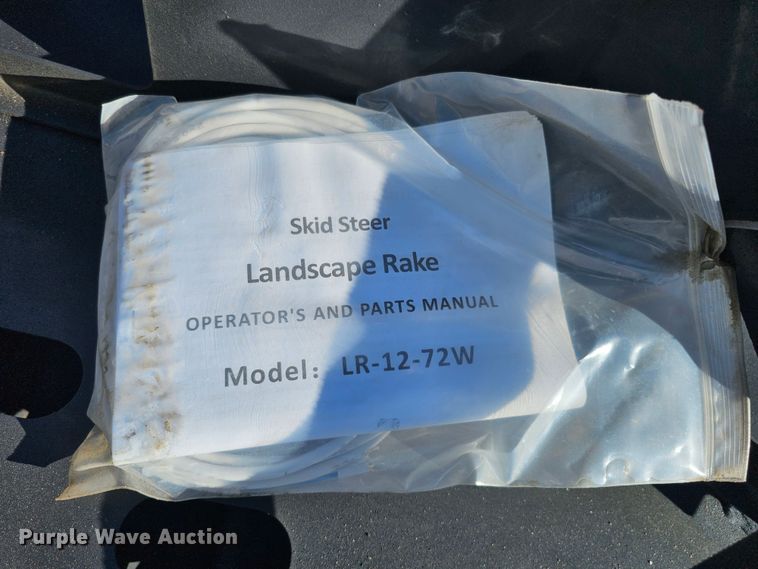 Skid Steer
Landscape Rake
OPERATOR'S AND PARTS MANUAL
Model： LR-12-72W
Purple Wave Auction